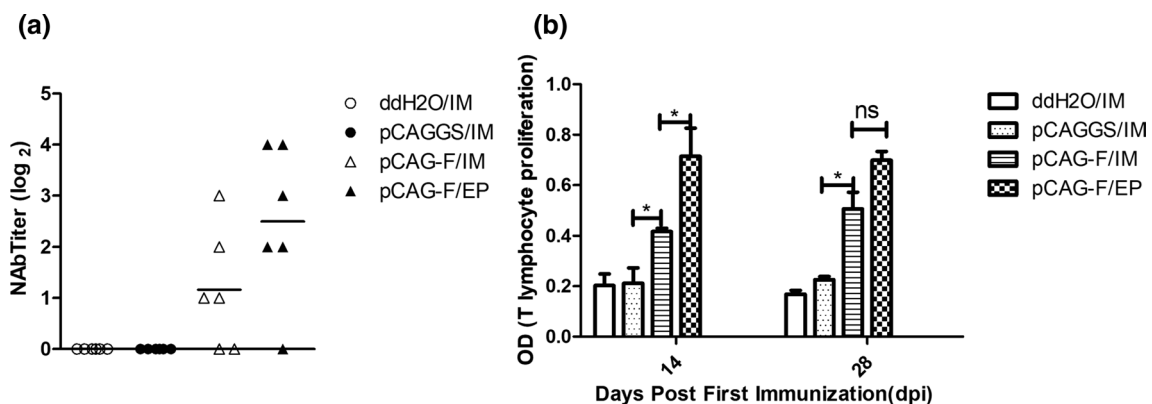 (a)
NAbTiter (log 2)
5
4
3
2
1
0
ddH2O/IM
pCAGGS/IM
pCAG-F/IM
pCAG-F/EP
(b)
OD (T lymphocyte proliferation)
1.0
0.8
0.6
0.4
0.2
0.0
*
*
*
ns
14
28
Days Post First Immunization(dpi)
ddH2O/IM
pCAGGS/IM
pCAG-F/IM
pCAG-F/EP